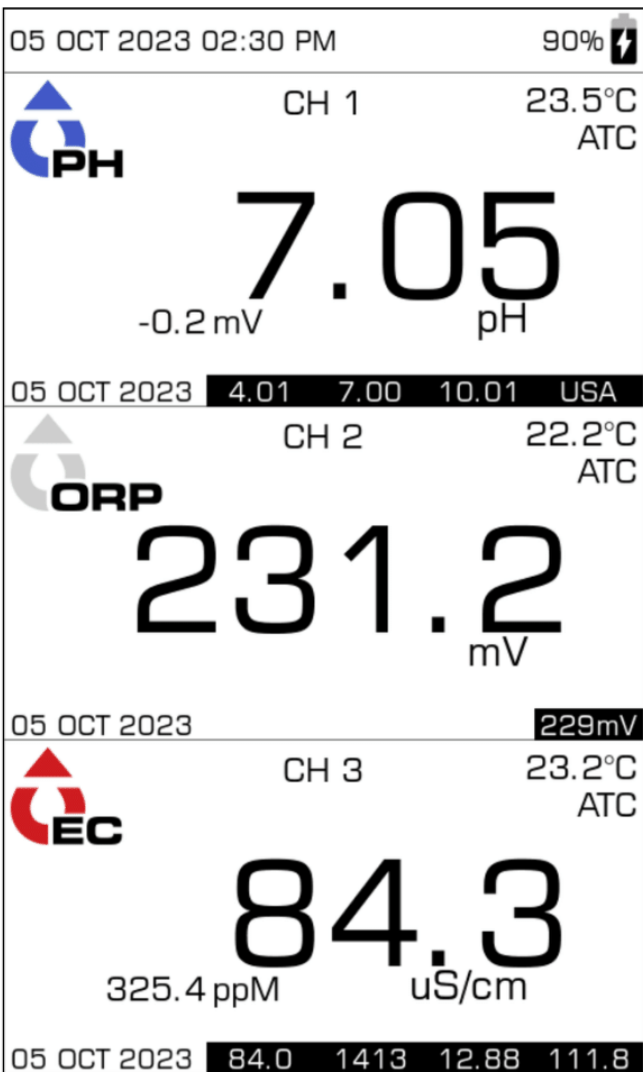 05 OCT 2023 02:30 PM 90%
CH 1 23.5°C
ATC
PH
7.05
-0.2 mV pH
05 OCT 2023 4.01 7.00 10.01 USA
CH 2 22.2°C
ATC
ORP
231.2
mV
05 OCT 2023 229mV
CH 3 23.2°C
ATC
EC
84.3
325.4 ppM uS/cm
05 OCT 2023 84.0 1413 12.88 111.8